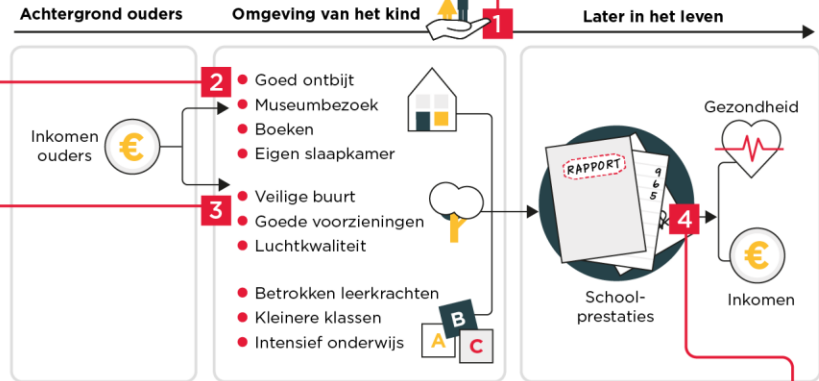 Achtergrond ouders
Omgeving van het kind
1
Later in het leven
Inkomen
ouders
€
2
Goed ontbijt
Museumbezoek
Boeken
Eigen slaapkamer
3
Veilige buurt
Goede voorzieningen
Luchtkwaliteit
Betrokken leerkrachten
Kleinere klassen
Intensief onderwijs
A
B
C
RAPPORT
9
6
5
4
School-
prestaties
Gezondheid
€
Inkomen